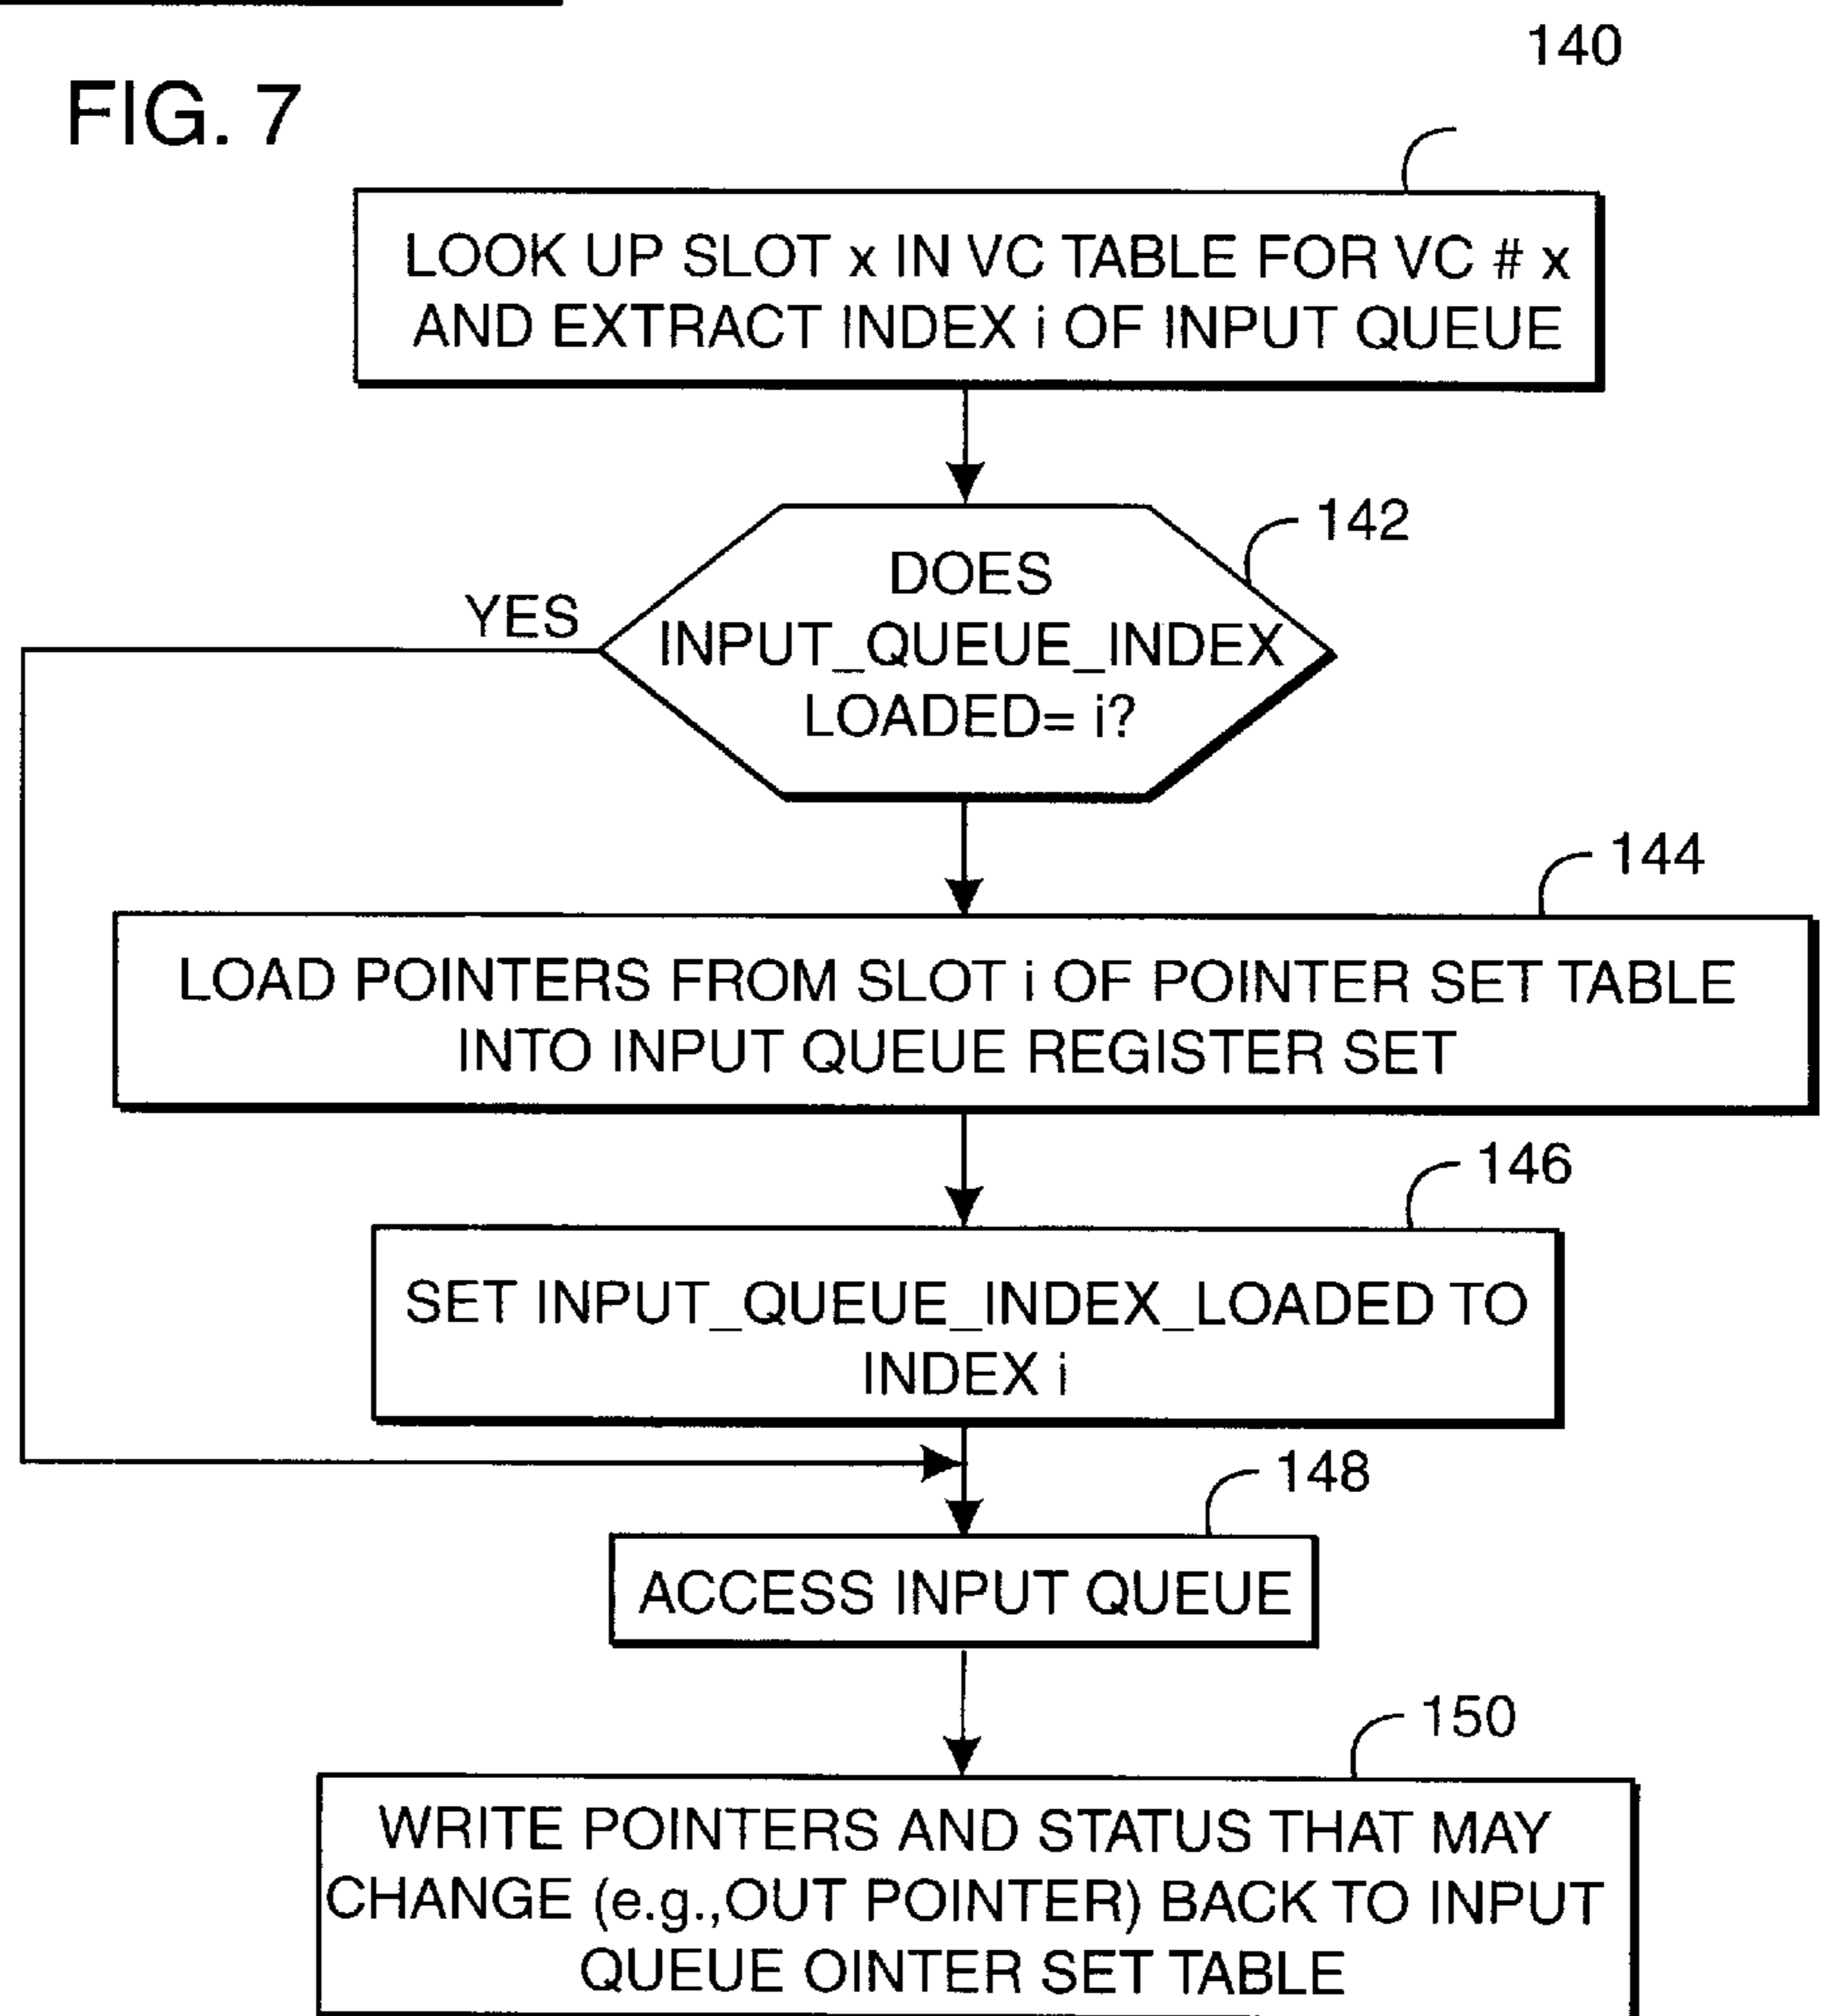 FIG. 7
140
LOOK UP SLOT x IN VC TABLE FOR VC # x
AND EXTRACT INDEX i OF INPUT QUEUE
142
DOES
INPUT_QUEUE_INDEX
LOADED= i?
YES
144
LOAD POINTERS FROM SLOT i OF POINTER SET TABLE
INTO INPUT QUEUE REGISTER SET
146
SET INPUT_QUEUE_INDEX_LOADED TO
INDEX i
148
ACCESS INPUT QUEUE
150
WRITE POINTERS AND STATUS THAT MAY
CHANGE (e.g.,OUT POINTER) BACK TO INPUT
QUEUE OINTER SET TABLE